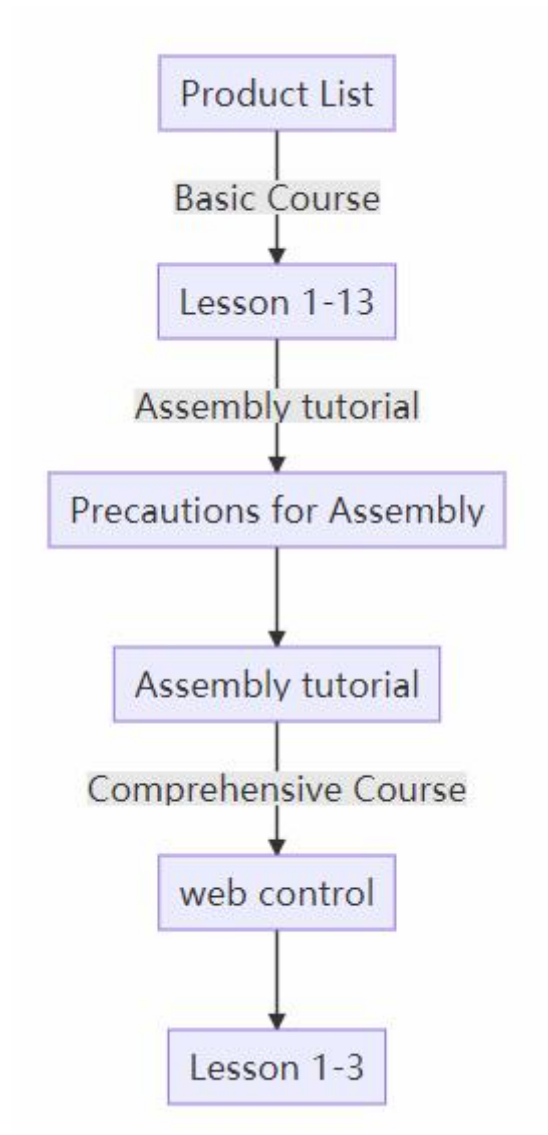 Product List
Basic Course
Lesson 1-13
Assembly tutorial
Precautions for Assembly
Assembly tutorial
Comprehensive Course
web control
Lesson 1-3